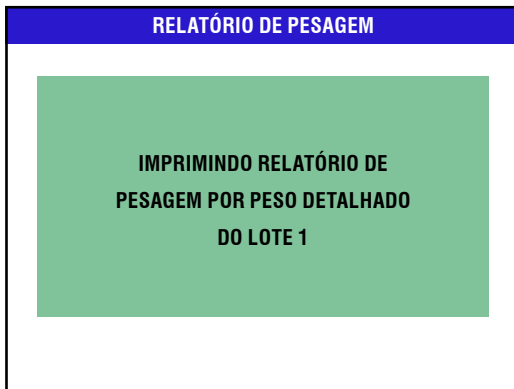 RELATÓRIO DE PESAGEM
IMPRIMINDO RELATÓRIO DE
PESAGEM POR PESO DETALHADO
DO LOTE 1